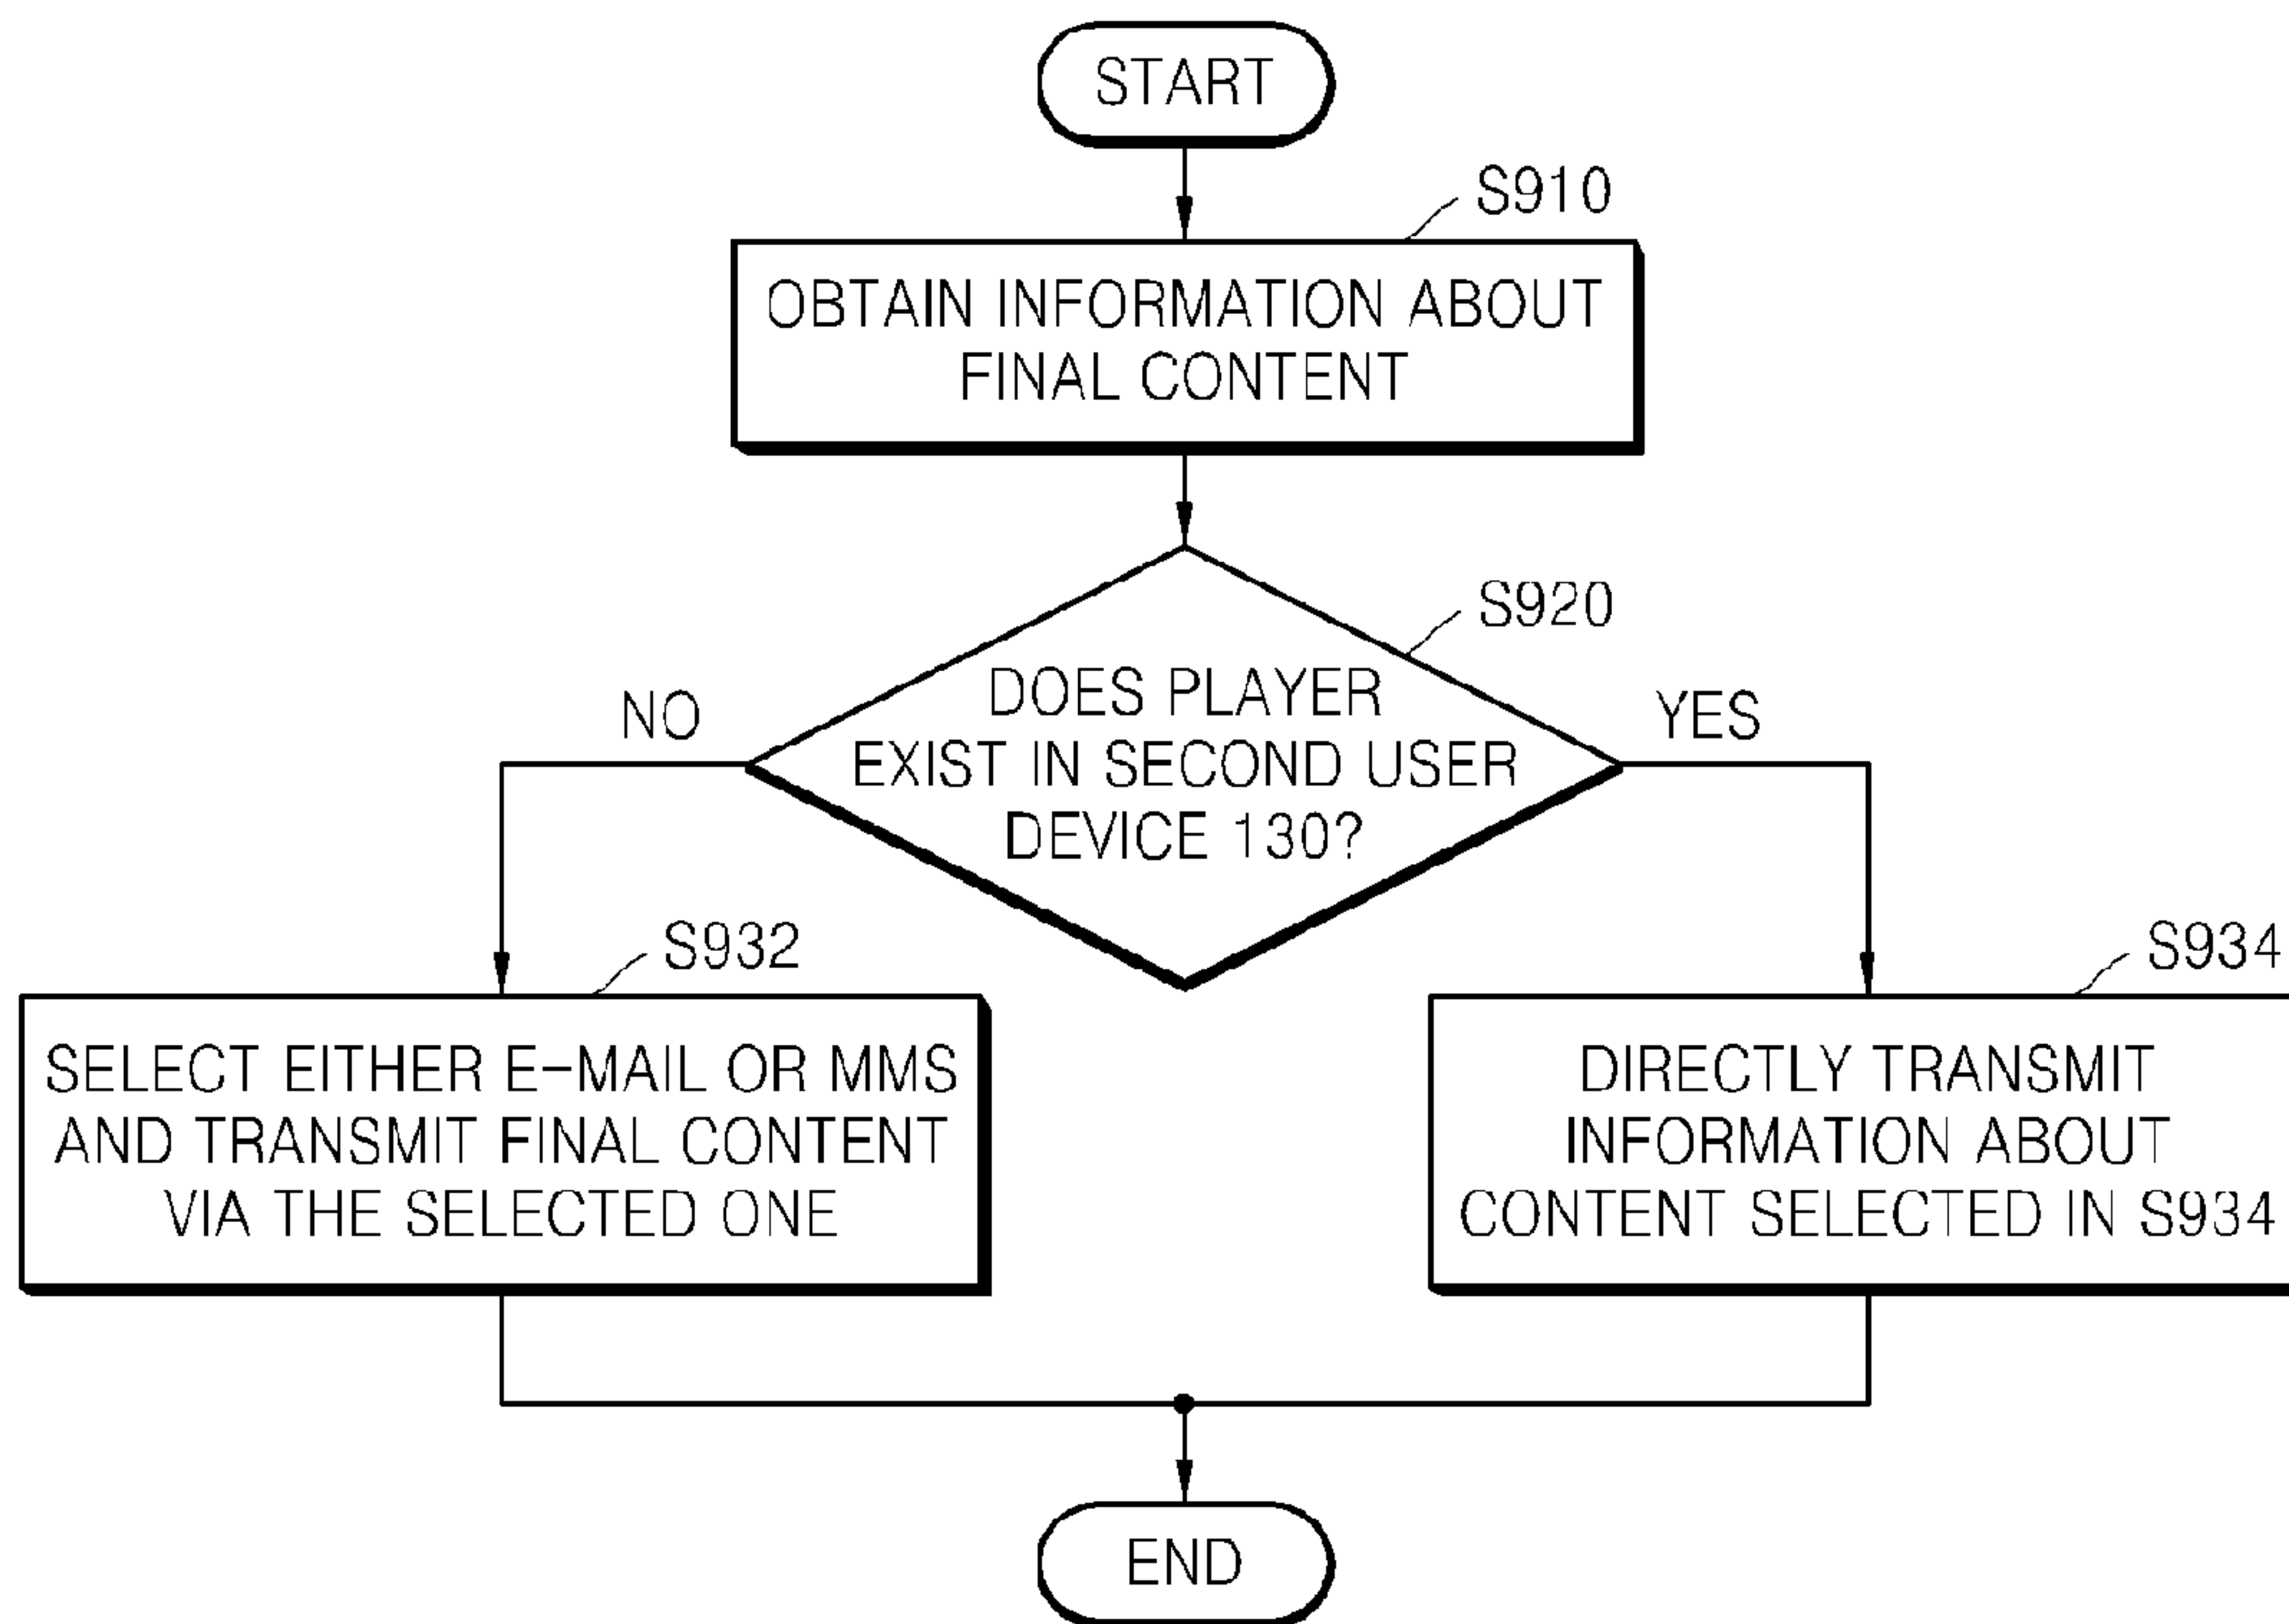 START
S910
OBTAIN INFORMATION ABOUT
FINAL CONTENT
S920
DOES PLAYER
EXIST IN SECOND USER
DEVICE 130?
NO
YES
S932
SELECT EITHER E-MAIL OR MMS
AND TRANSMIT FINAL CONTENT
VIA THE SELECTED ONE
S934
DIRECTLY TRANSMIT
INFORMATION ABOUT
CONTENT SELECTED IN S934
END